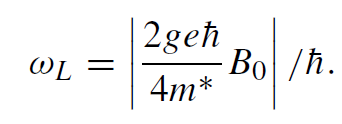 ω_L = | 2geħ / 4m* B_0 | /ħ.